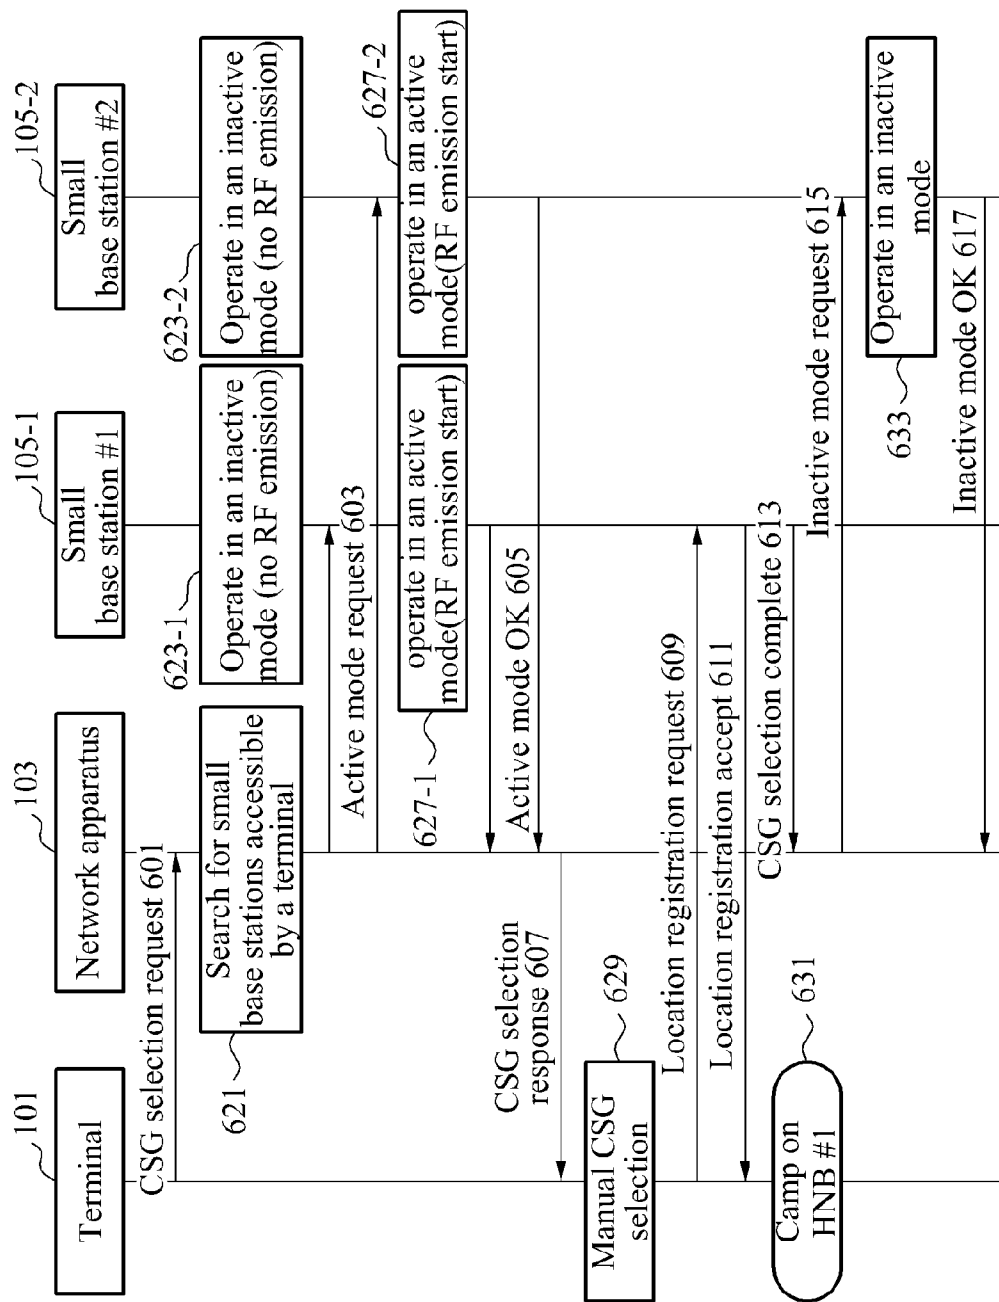 101
Terminal
103
Network apparatus
105-1
Small
base station #1
105-2
Small
base station #2
CSG selection request 601
621
Search for small
base stations accessible
by a terminal
623-1
Operate in an inactive
mode (no RF emission)
623-2
Operate in an inactive
mode (no RF emission)
Active mode request 603
627-1
operate in an active
mode(RF emission start)
627-2
operate in an active
mode(RF emission start)
Active mode OK 605
CSG selection
response 607
629
Manual CSG
selection
Location registration request 609
Location registration accept 611
631
Camp on
HNB #1
CSG selection complete 613
Inactive mode request 615
633
Operate in an inactive
mode
Inactive mode OK 617